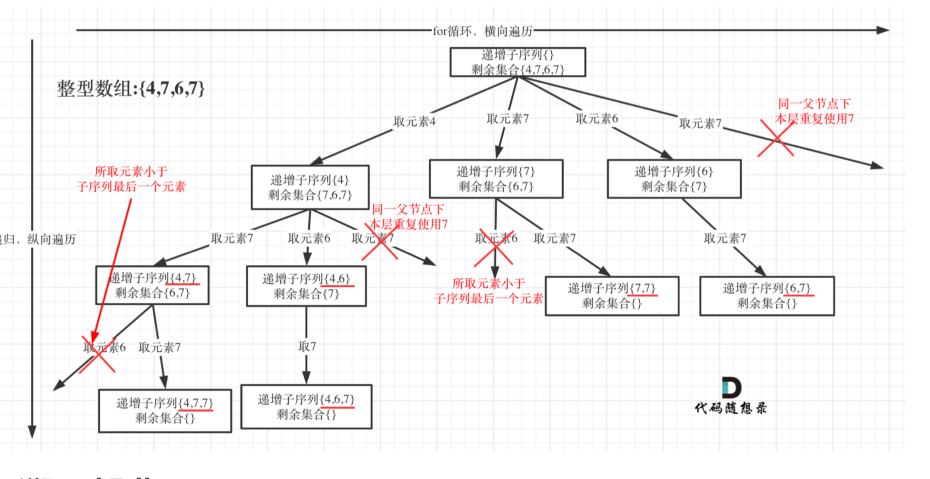 for循环，横向遍历
递增子序列{}
剩余集合{4,7,6,7}
整型数组:{4,7,6,7}
同一父节点下
本层重复使用7
取元素4
取元素7
取元素6
取元素7
所取元素小于
子序列最后一个元素
递增子序列{4}
剩余集合{7,6,7}
递增子序列{7}
剩余集合{6,7}
递增子序列{6}
剩余集合{7}
同一父节点下
本层重复使用7
归，纵向遍历
取元素7
取元素6
取元素7
取元素6
取元素7
取元素7
递增子序列{4,7}
剩余集合{6,7}
递增子序列{4,6}
剩余集合{7}
所取元素小于
子序列最后一个元素
递增子序列{7,7}
剩余集合{}
递增子序列{6,7}
剩余集合{}
取元素6
取元素7
取7
递增子序列{4,7,7}
剩余集合{}
递增子序列{4,6,7}
剩余集合{}
代码随想录